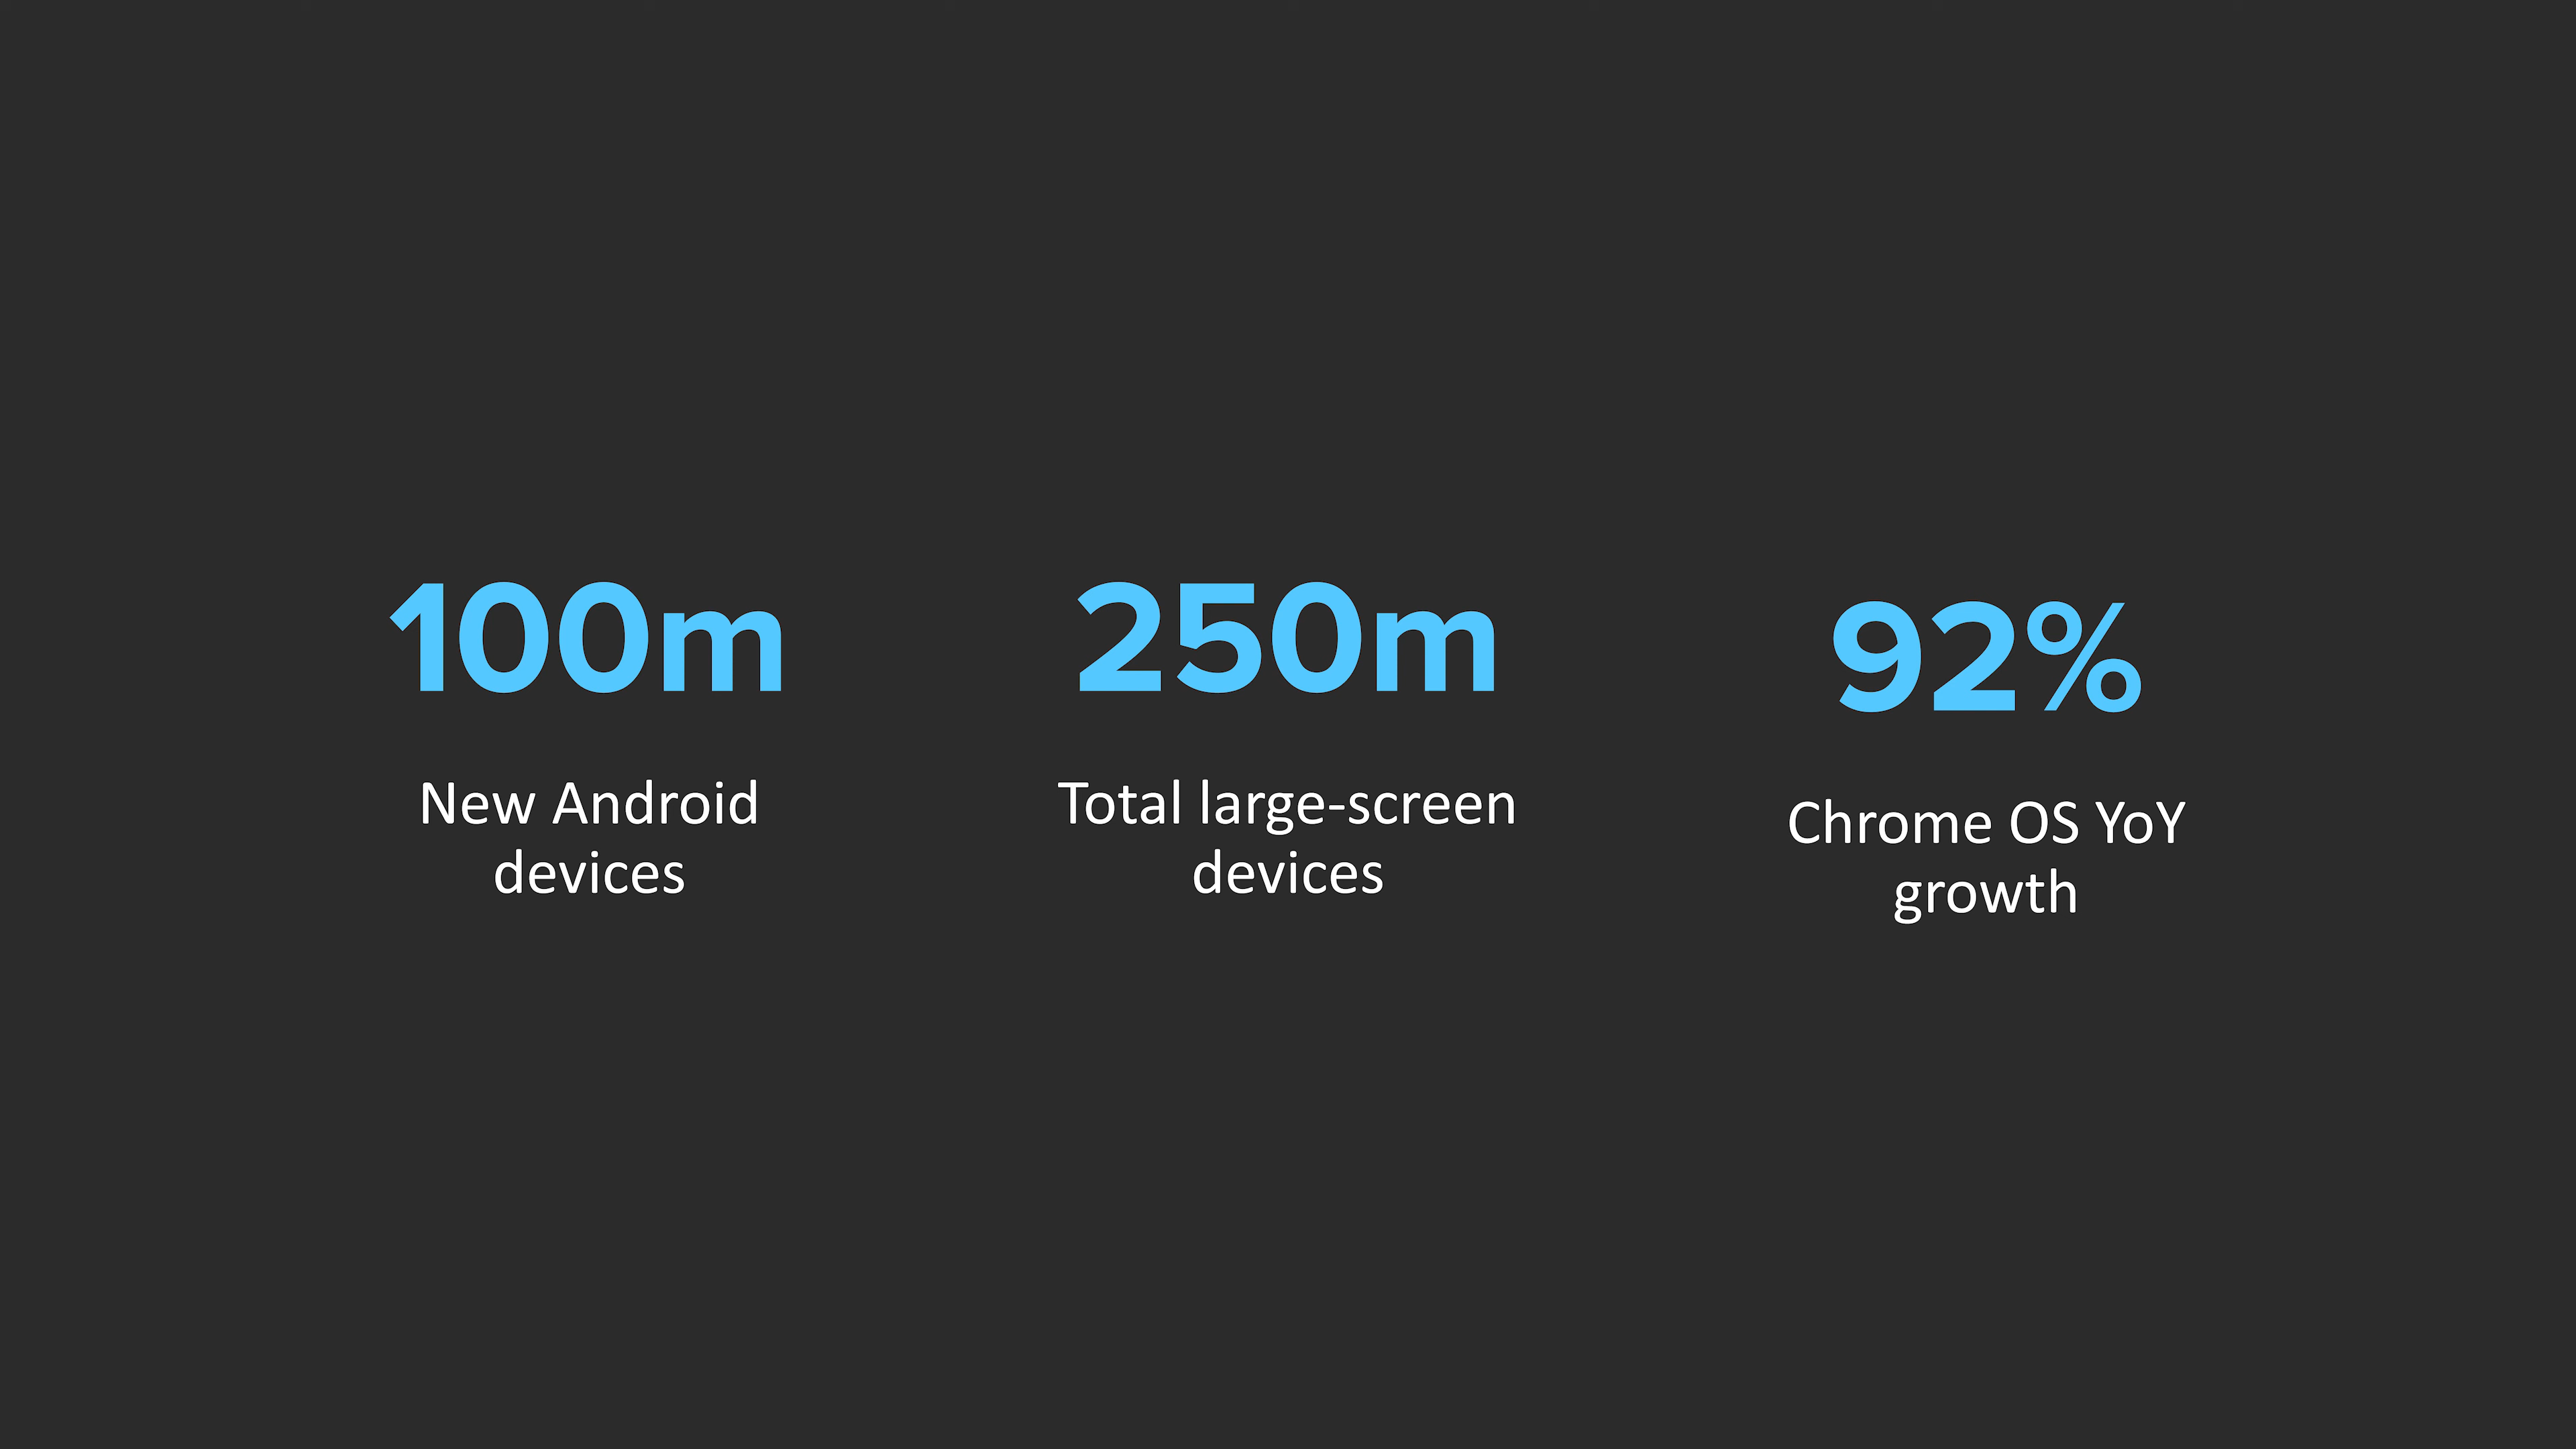 100m
New Android
devices
250m
Total large-screen
devices
92%
Chrome OS YoY
growth